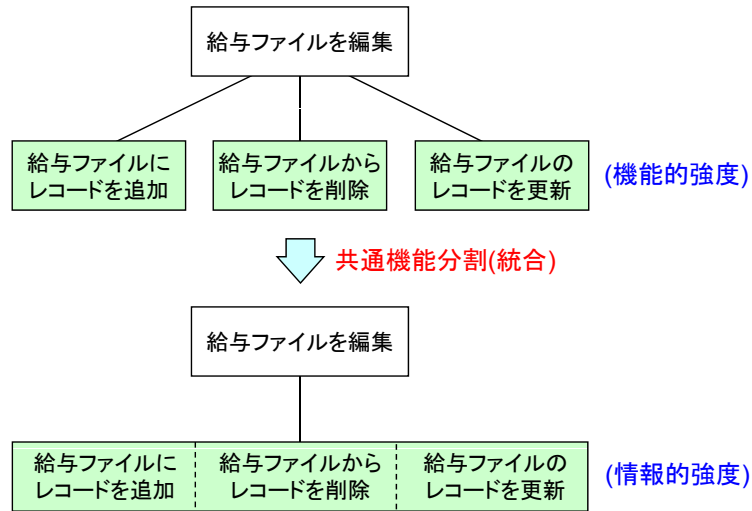 給与ファイルを編集
給与ファイルに
レコードを追加
給与ファイルから
レコードを削除
給与ファイルの
レコードを更新
(機能的強度)
共通機能分割(統合)
給与ファイルを編集
給与ファイルに
レコードを追加
給与ファイルから
レコードを削除
給与ファイルの
レコードを更新
(情報的強度)